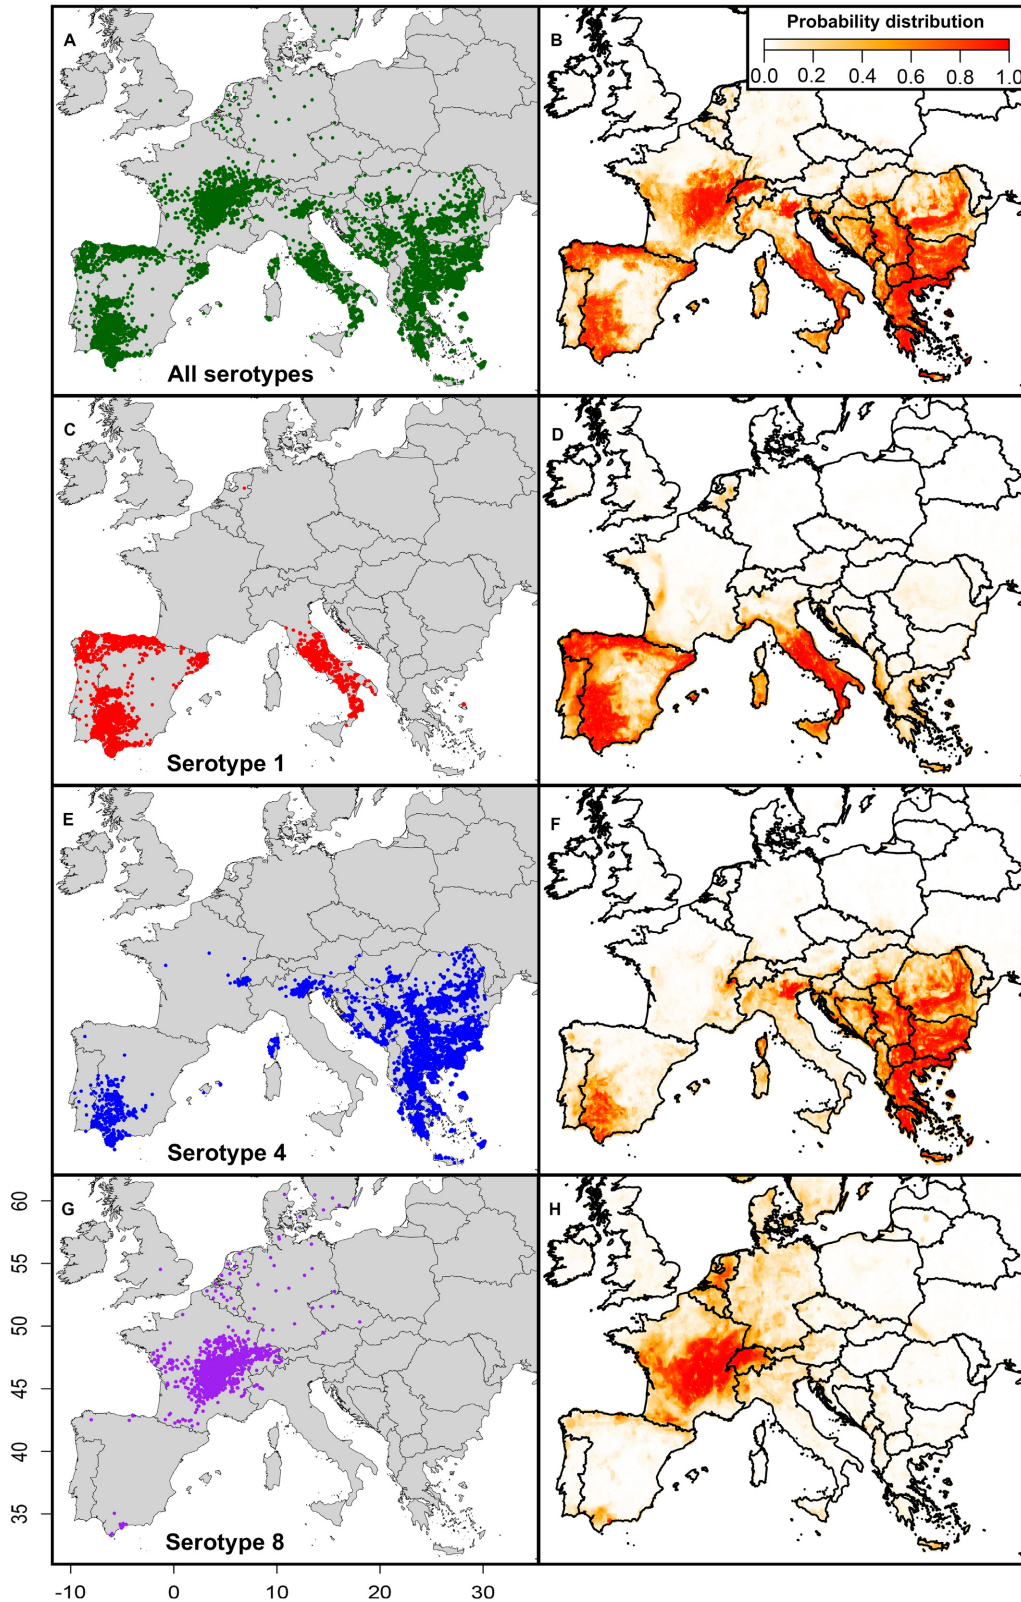 A
All serotypes
B
Probability distribution
0.0 0.2 0.4 0.6 0.8 1.0
C
Serotype 1
D
E
Serotype 4
F
G
Serotype 8
H
60
55
50
45
40
35
-10 0 10 20 30